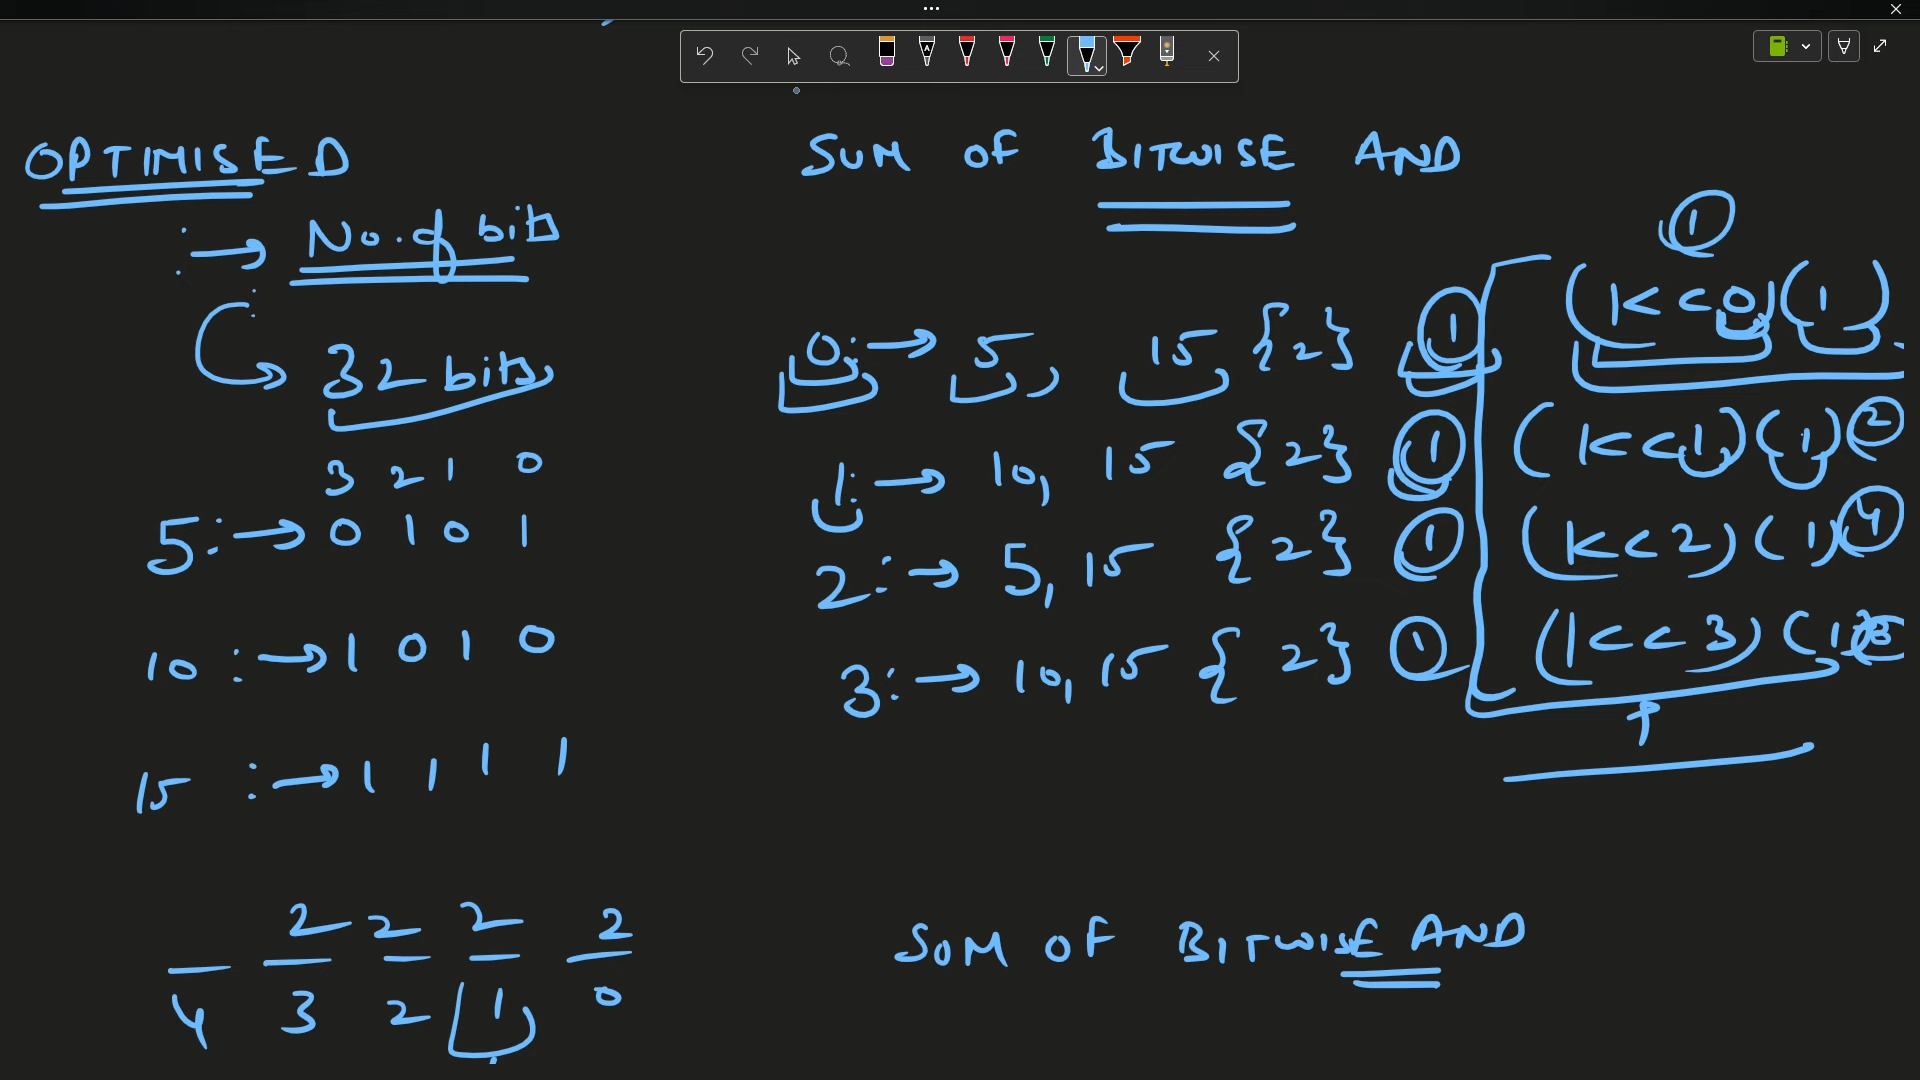 OPTIMISED
No. of bits
32 bits
3 2 1 0
5: → 0 1 0 1
10 : → 1 0 1 0
15 : → 1 1 1 1
2 2 2 2
4 3 2 1 0
SUM OF BITWISE AND
1
0: → 5, 15 {2} 1 (1<<0)(1)
1: → 10, 15 {2} 1 (1<<1)(1) 2
2: → 5, 15 {2} 1 (1<<2)(1) 4
3: → 10, 15 {2} 1 (1<<3)(1) 8
SUM OF BITWISE AND